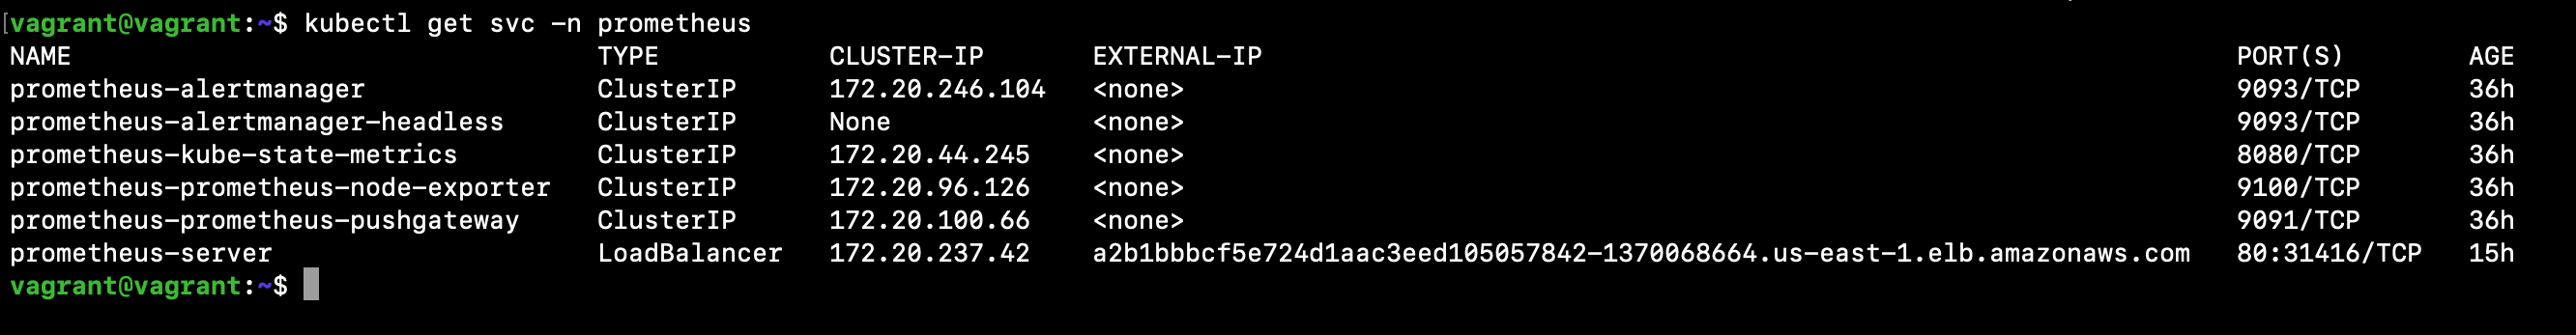 vagrant@vagrant:~$ kubectl get svc -n prometheus
NAME TYPE CLUSTER-IP EXTERNAL-IP PORT(S) AGE
prometheus-alertmanager ClusterIP 172.20.246.104 <none> 9093/TCP 36h
prometheus-alertmanager-headless ClusterIP None <none> 9093/TCP 36h
prometheus-kube-state-metrics ClusterIP 172.20.44.245 <none> 8080/TCP 36h
prometheus-prometheus-node-exporter ClusterIP 172.20.96.126 <none> 9100/TCP 36h
prometheus-prometheus-pushgateway ClusterIP 172.20.100.66 <none> 9091/TCP 36h
prometheus-server LoadBalancer 172.20.237.42 a2b1bbbcf5e724d1aac3eed105057842-1370068664.us-east-1.elb.amazonaws.com 80:31416/TCP 15h
vagrant@vagrant:~$